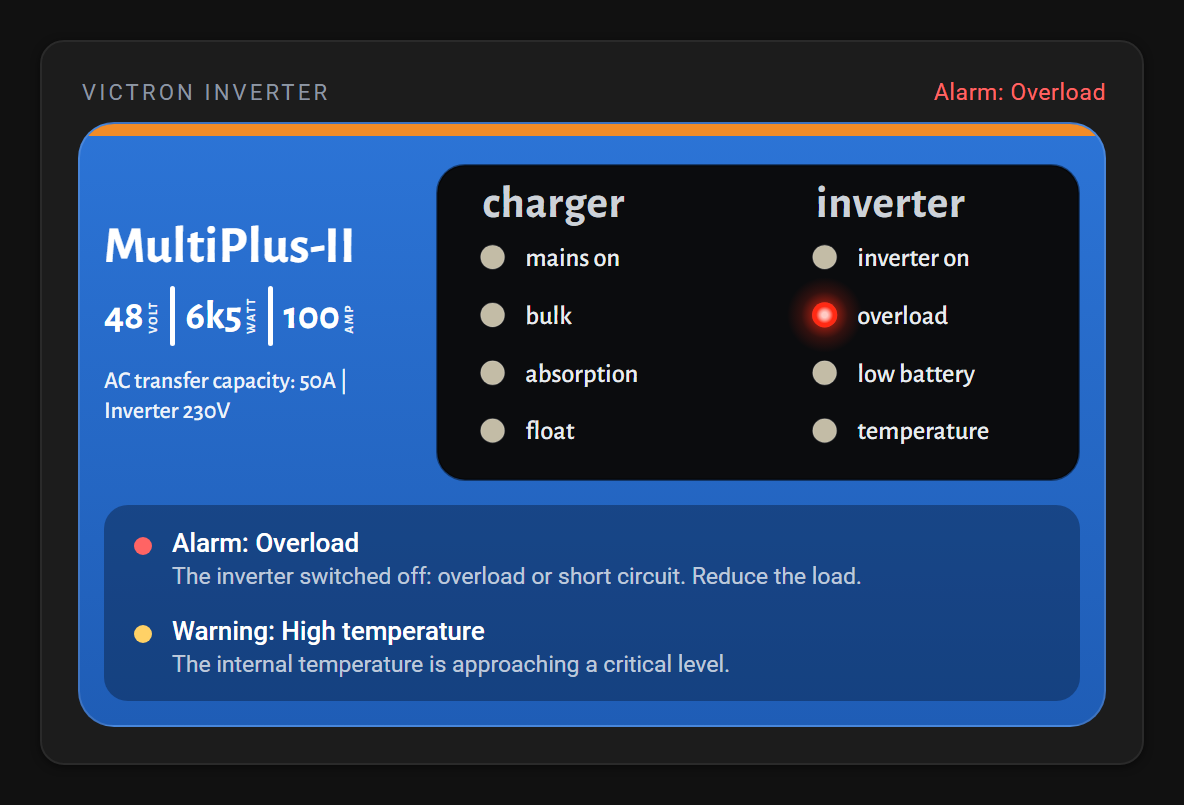 VICTRON INVERTER
Alarm: Overload
MultiPlus-II
48 VOLT | 6k5 WATT | 100 AMP
AC transfer capacity: 50A |
Inverter 230V
charger
mains on
bulk
absorption
float
inverter
inverter on
overload
low battery
temperature
Alarm: Overload
The inverter switched off: overload or short circuit. Reduce the load.
Warning: High temperature
The internal temperature is approaching a critical level.